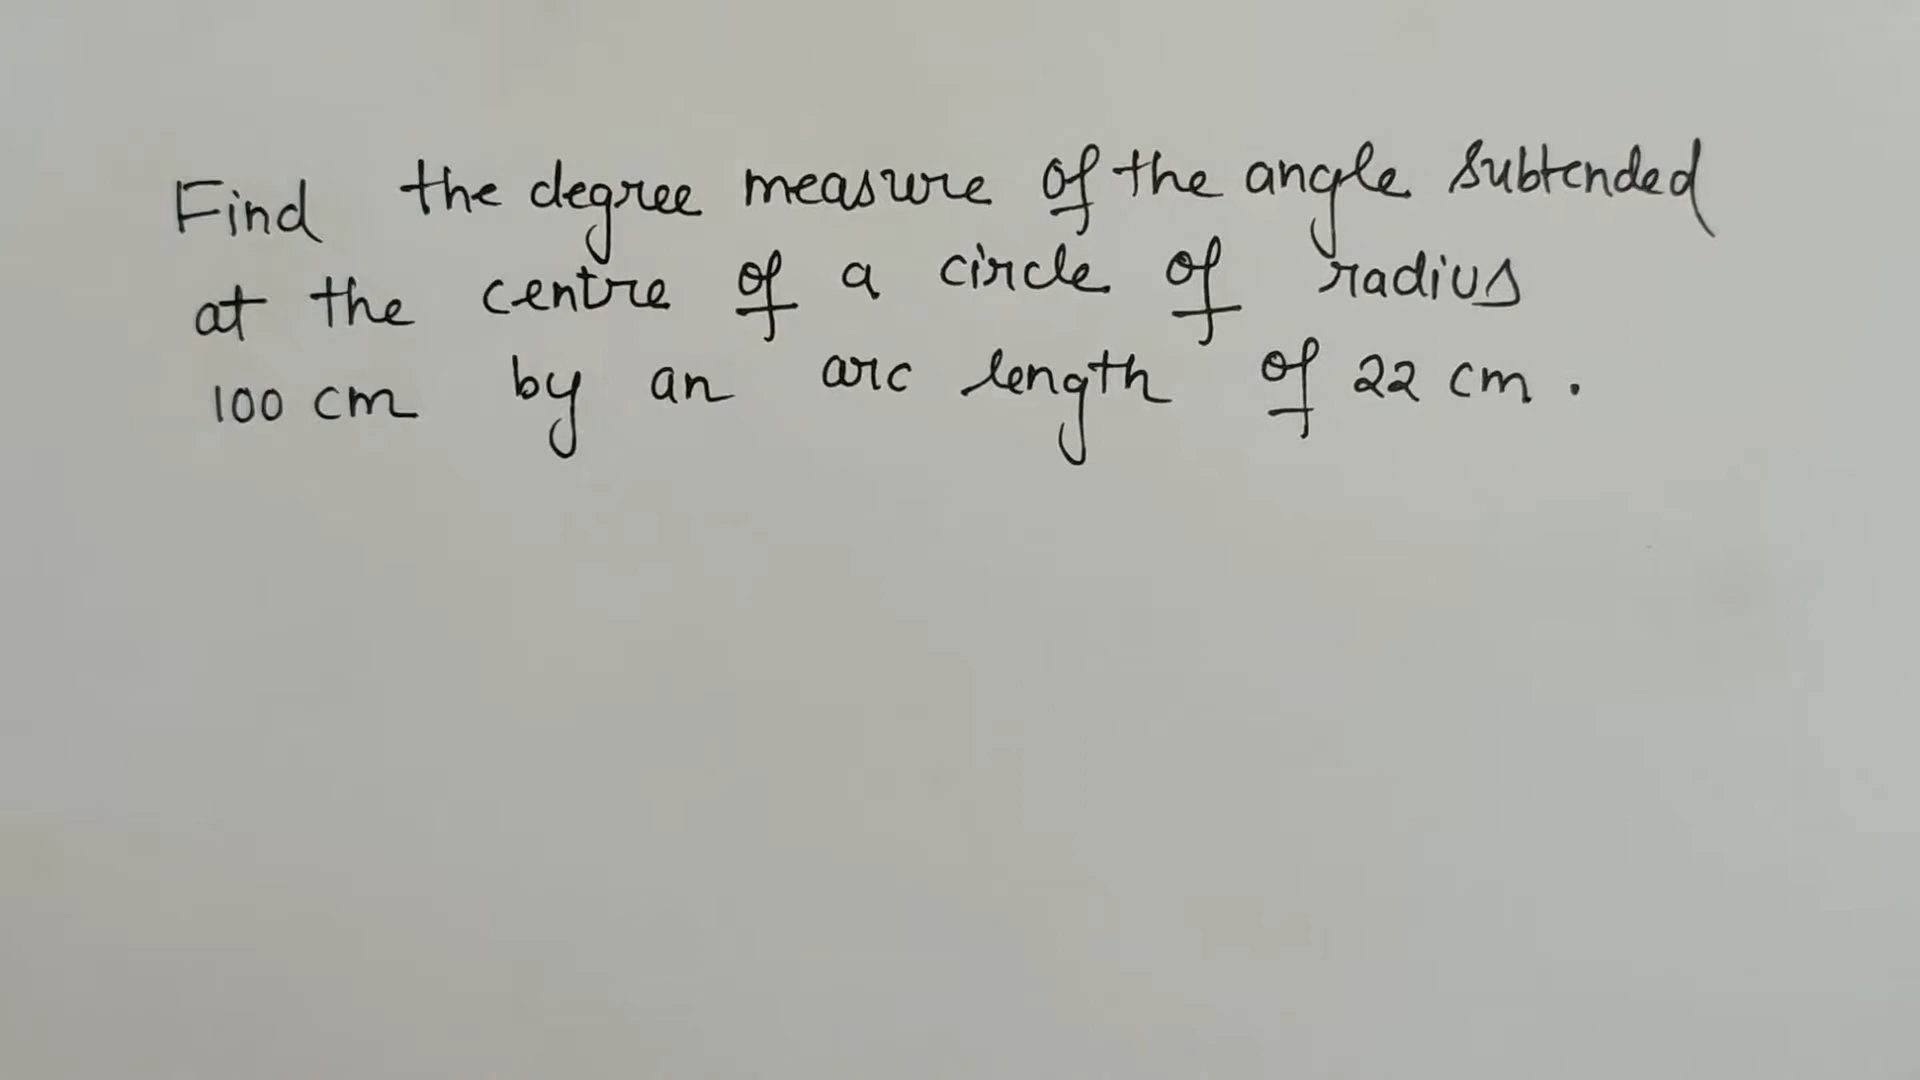 Find the degree measure of the angle subtended
at the centre of a circle of radius
100 cm by an arc length of 22 cm.